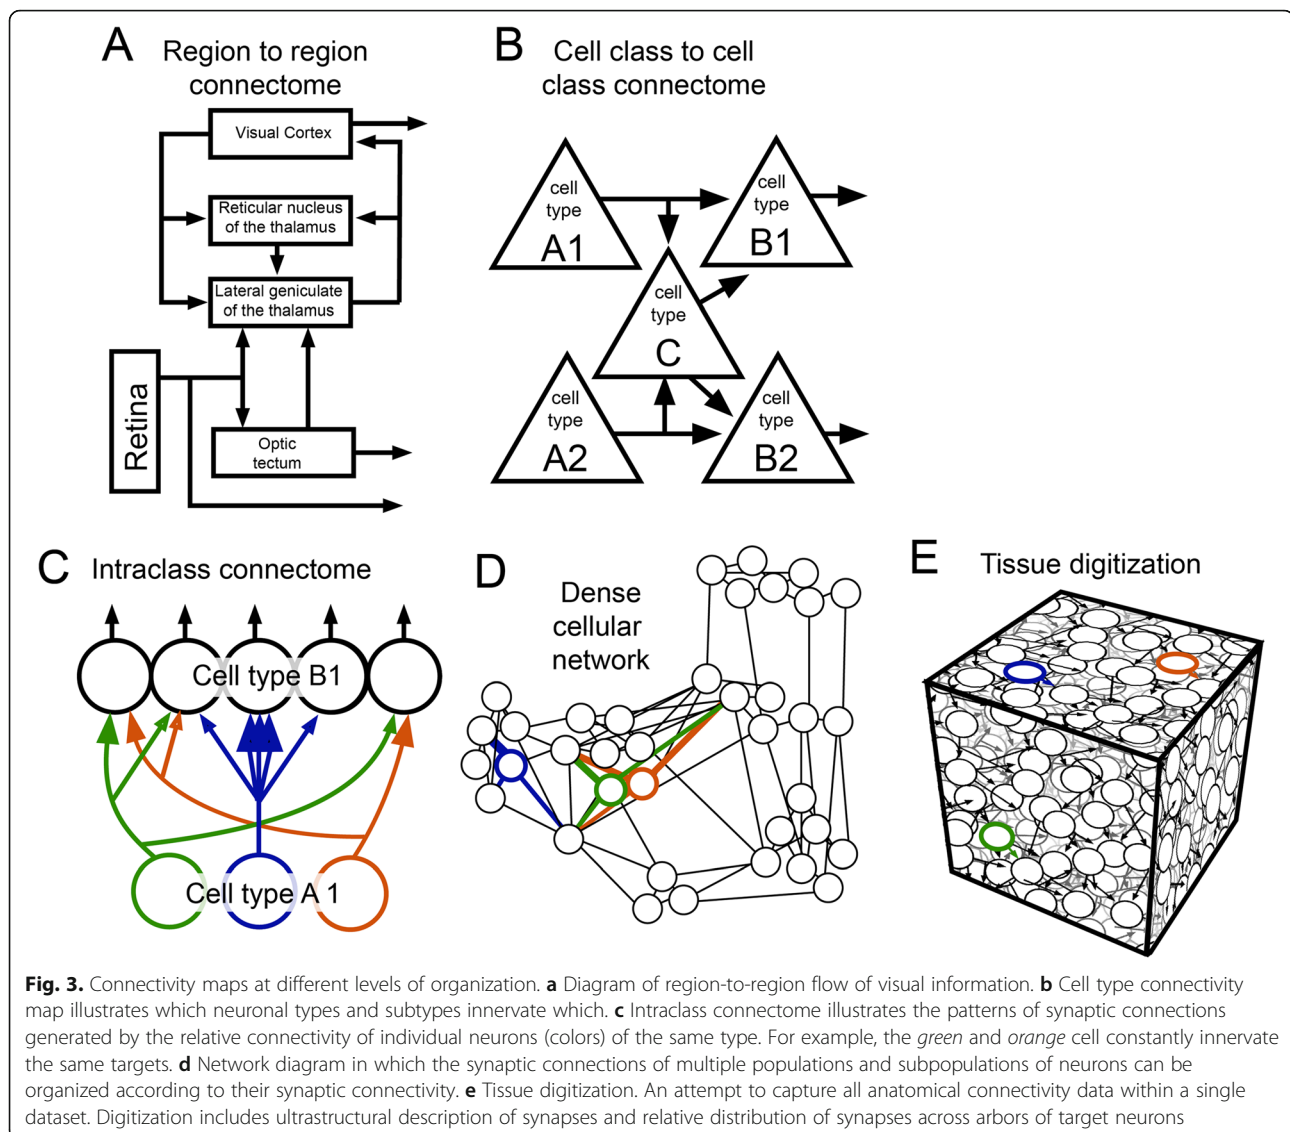 A
Region to region
connectome
Visual Cortex
Reticular nucleus
of the thalamus
Lateral geniculate
of the thalamus
Retina
Optic
tectum
B
Cell class to cell
class connectome
cell
type
A1
cell
type
B1
cell
type
C
cell
type
A2
cell
type
B2
C
Intraclass connectome
Cell type B1
Cell type A 1
D
Dense
cellular
network
E
Tissue digitization
Fig. 3. Connectivity maps at different levels of organization. a Diagram of region-to-region flow of visual information. b Cell type connectivity
map illustrates which neuronal types and subtypes innervate which. c Intraclass connectome illustrates the patterns of synaptic connections
generated by the relative connectivity of individual neurons (colors) of the same type. For example, the green and orange cell constantly innervate
the same targets. d Network diagram in which the synaptic connections of multiple populations and subpopulations of neurons can be
organized according to their synaptic connectivity. e Tissue digitization. An attempt to capture all anatomical connectivity data within a single
dataset. Digitization includes ultrastructural description of synapses and relative distribution of synapses across arbors of target neurons